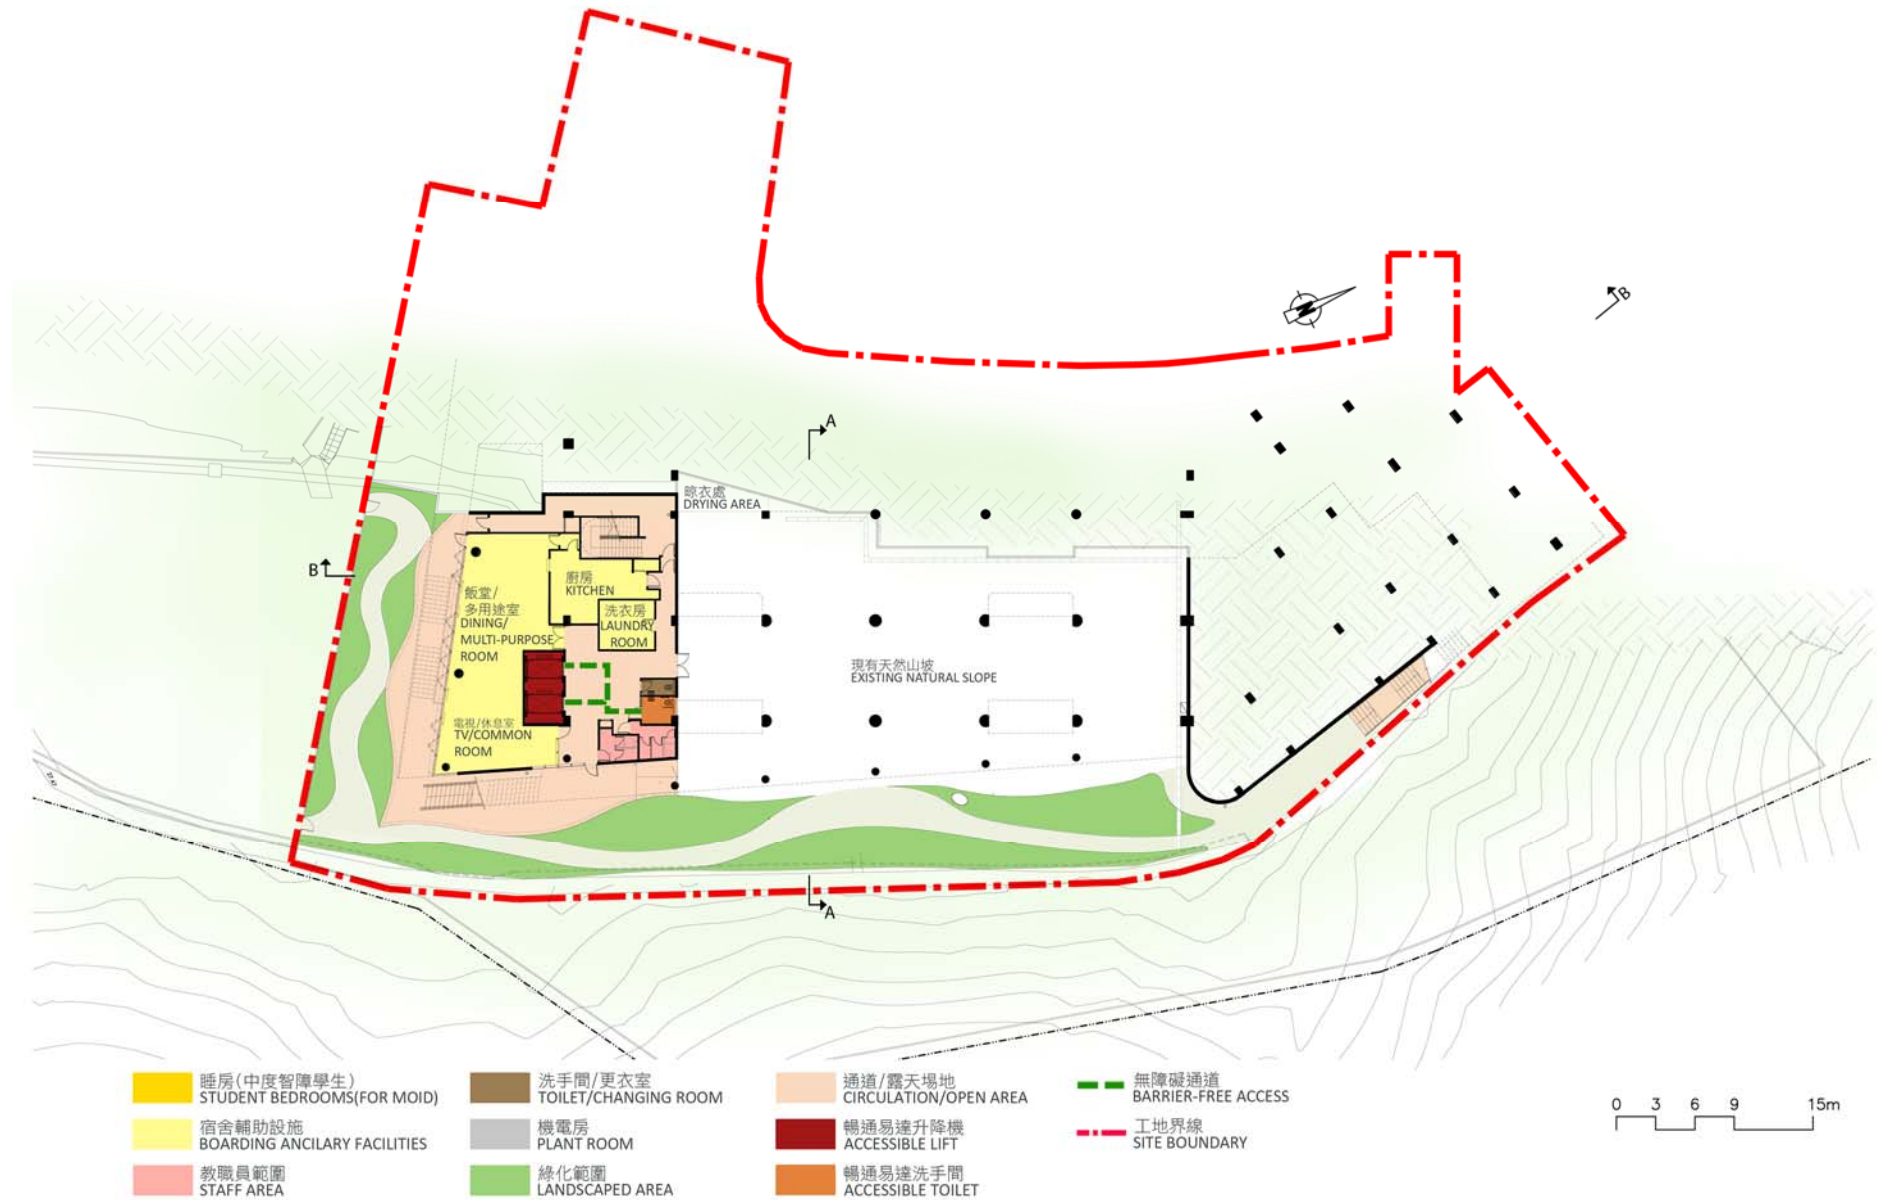 B
A
晾衣處
DRYING AREA
B
廚房
KITCHEN
飯堂/
多用途室
DINING/
MULTI-PURPOSE
ROOM
洗衣房
LAUNDRY
ROOM
現有天然山坡
EXISTING NATURAL SLOPE
電視/休息室
TV/COMMON
ROOM
A
睡房(中度智障學生)
STUDENT BEDROOMS(FOR MOID)
宿舍輔助設施
BOARDING ANCILARY FACILITIES
教職員範圍
STAFF AREA
洗手間/更衣室
TOILET/CHANGING ROOM
機電房
PLANT ROOM
綠化範圍
LANDSCAPED AREA
通道/露天場地
CIRCULATION/OPEN AREA
暢通易達升降機
ACCESSIBLE LIFT
暢通易達洗手間
ACCESSIBLE TOILET
無障礙通道
BARRIER-FREE ACCESS
工地界線
SITE BOUNDARY
0 3 6 9 15m